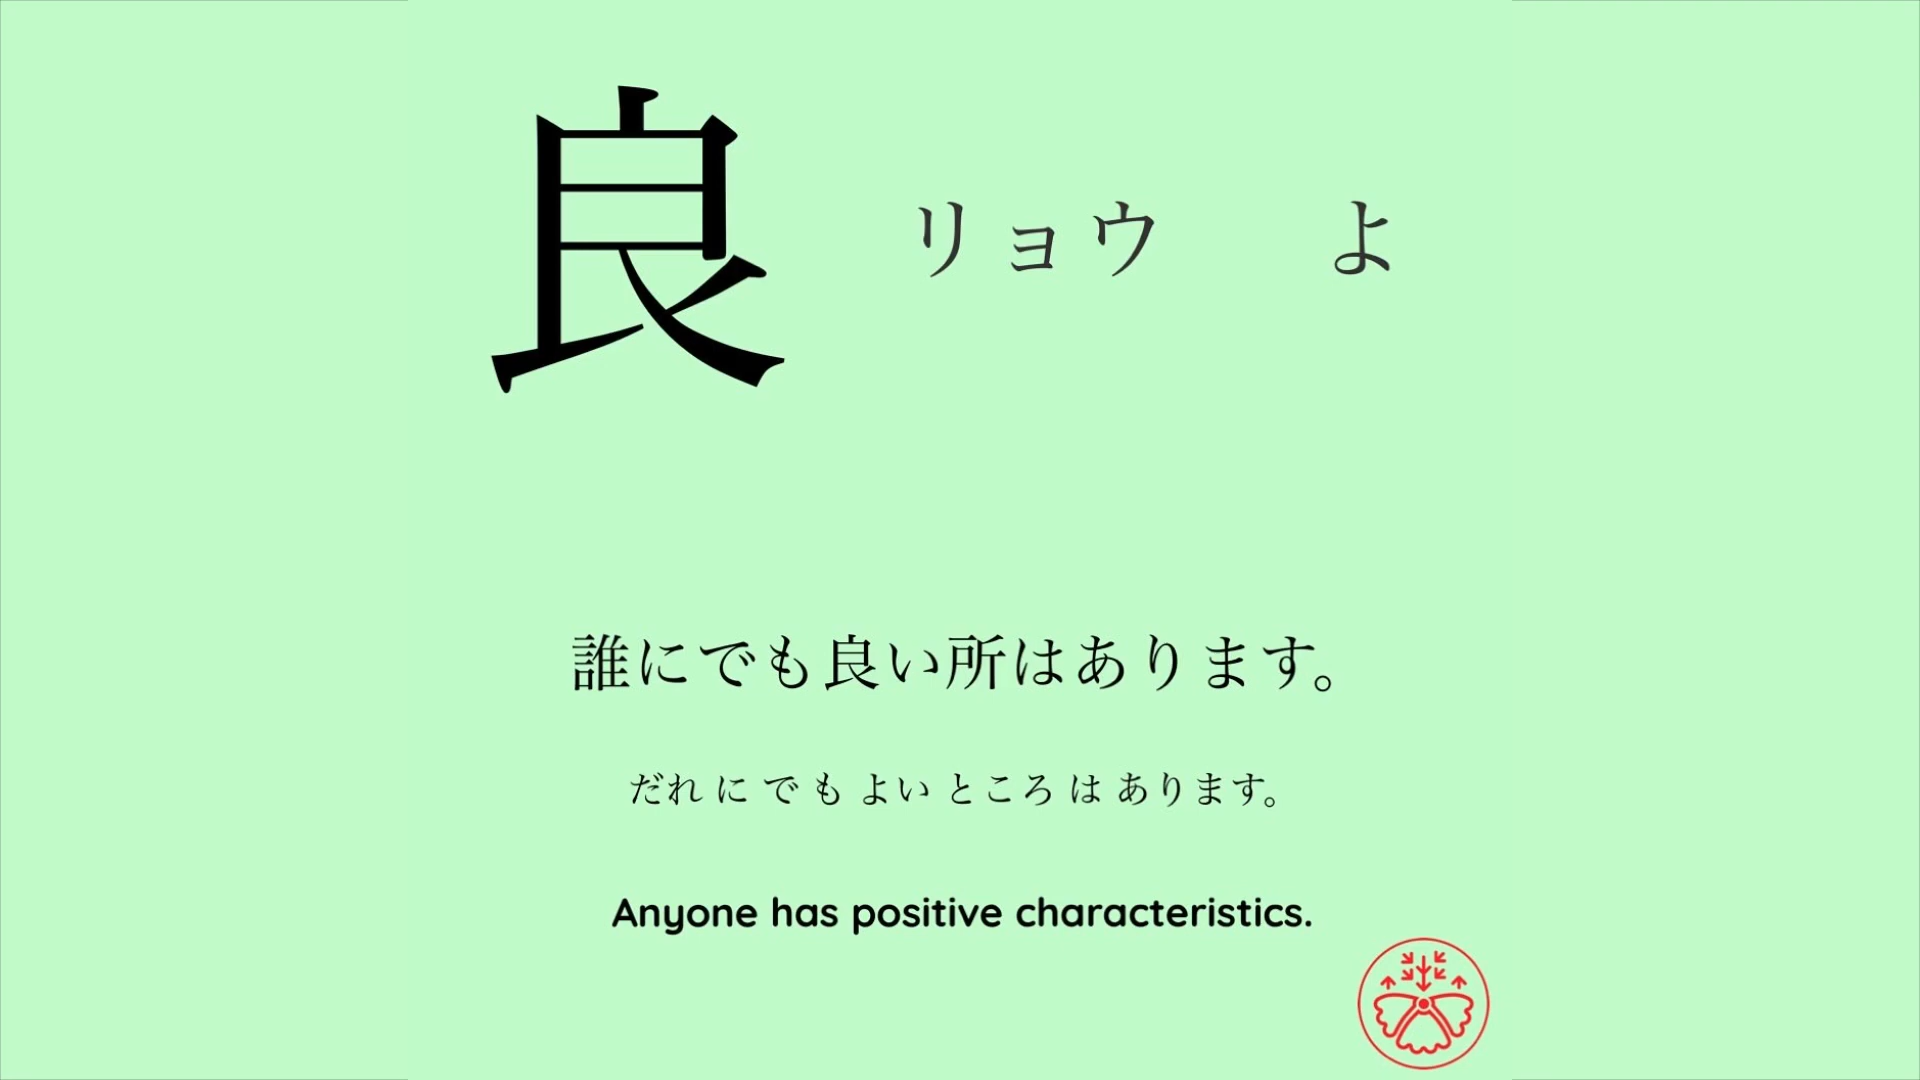 良 リョウ よ
誰にでも良い所はあります。
だれ に で も よい ところ は あります。
Anyone has positive characteristics.